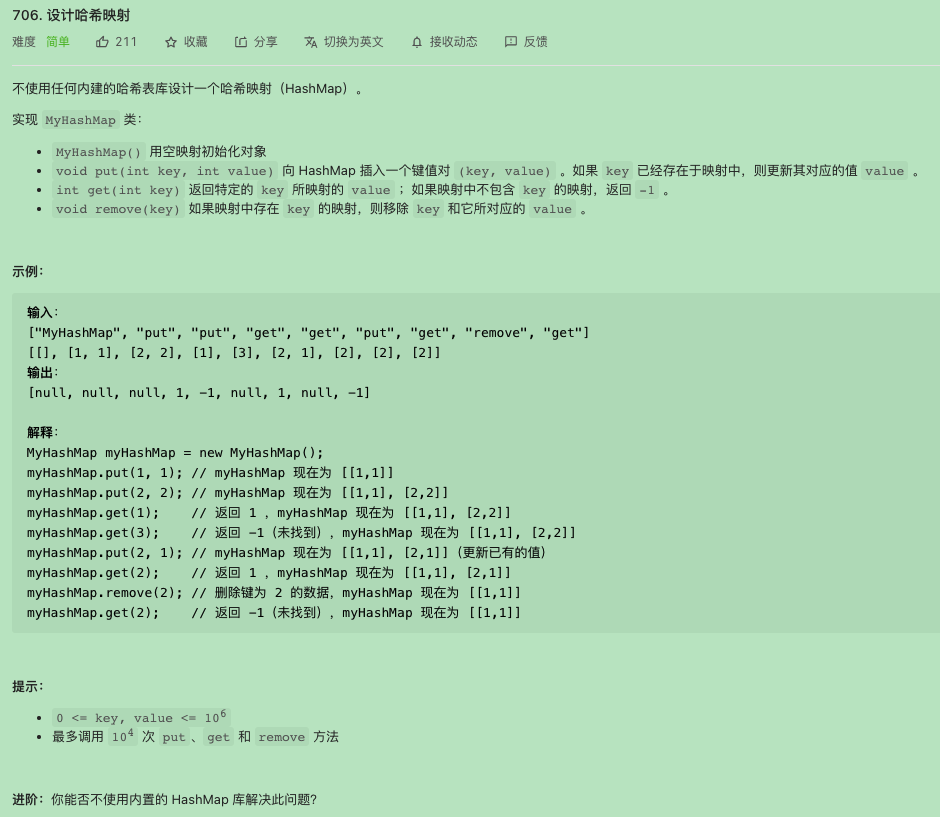 706. 设计哈希映射
难度 简单 211 收藏 分享 切换为英文 接收动态 反馈
不使用任何内建的哈希表库设计一个哈希映射（HashMap）。
实现 MyHashMap 类：
MyHashMap() 用空映射初始化对象
void put(int key, int value) 向 HashMap 插入一个键值对 (key, value) 。如果 key 已经存在于映射中，则更新其对应的值 value 。
int get(int key) 返回特定的 key 所映射的 value ；如果映射中不包含 key 的映射，返回 -1 。
void remove(key) 如果映射中存在 key 的映射，则移除 key 和它所对应的 value 。
示例：
输入：
["MyHashMap", "put", "put", "get", "get", "put", "get", "remove", "get"]
[[], [1, 1], [2, 2], [1], [3], [2, 1], [2], [2], [2]]
输出：
[null, null, null, 1, -1, null, 1, null, -1]
解释：
MyHashMap myHashMap = new MyHashMap();
myHashMap.put(1, 1); // myHashMap 现在为 [[1,1]]
myHashMap.put(2, 2); // myHashMap 现在为 [[1,1], [2,2]]
myHashMap.get(1);    // 返回 1 ，myHashMap 现在为 [[1,1], [2,2]]
myHashMap.get(3);    // 返回 -1（未找到），myHashMap 现在为 [[1,1], [2,2]]
myHashMap.put(2, 1); // myHashMap 现在为 [[1,1], [2,1]]（更新已有的值）
myHashMap.get(2);    // 返回 1 ，myHashMap 现在为 [[1,1], [2,1]]
myHashMap.remove(2); // 删除键为 2 的数据，myHashMap 现在为 [[1,1]]
myHashMap.get(2);    // 返回 -1（未找到），myHashMap 现在为 [[1,1]]
提示：
0 <= key, value <= 10⁶
最多调用 10⁴ 次 put、get 和 remove 方法
进阶：你能否不使用内置的 HashMap 库解决此问题？